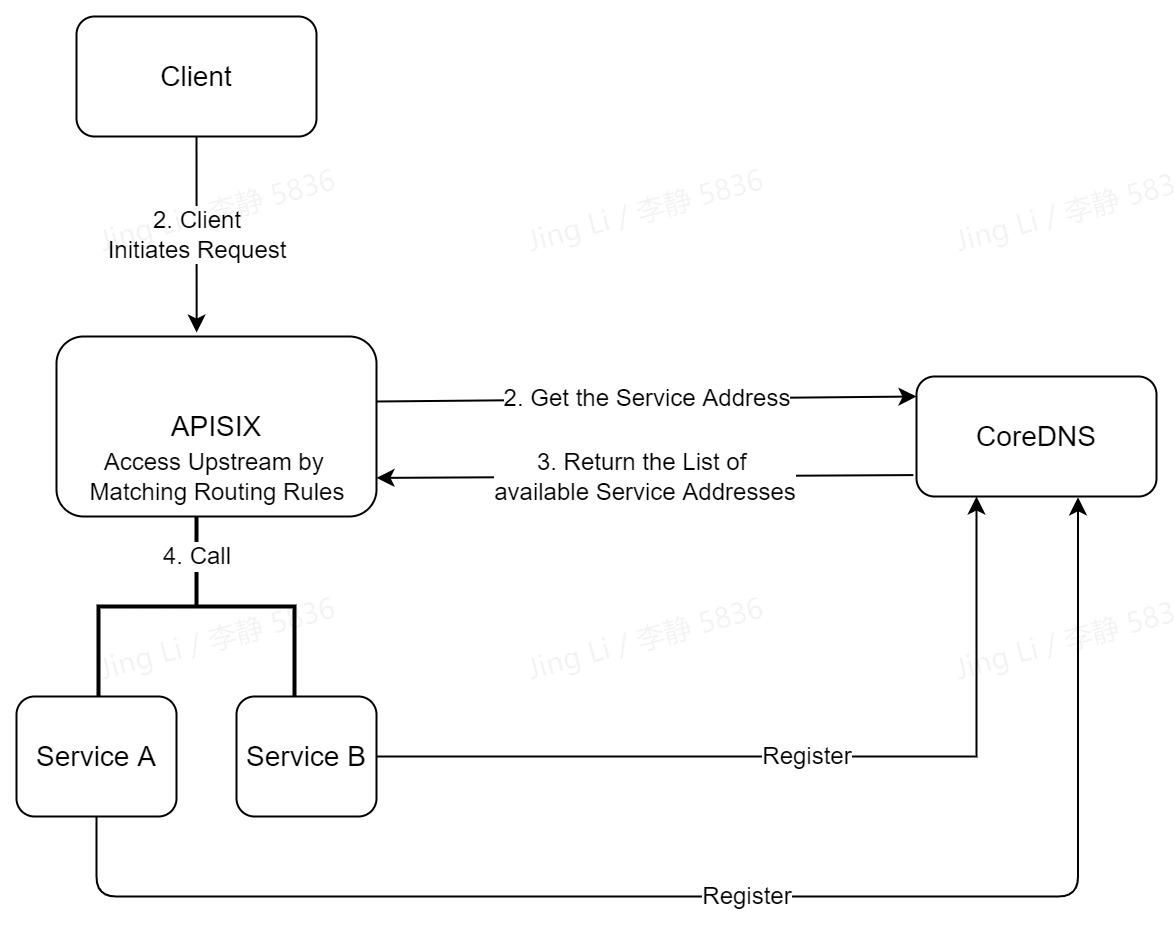 Client
Jing Li / 李静 5836
Jing Li / 李静 5836
Jing Li / 李静 583
2. Client
Initiates Request
APISIX
Access Upstream by
Matching Routing Rules
2. Get the Service Address
3. Return the List of
available Service Addresses
CoreDNS
4. Call
Jing Li / 李静 5836
Jing Li / 李静 5836
Jing Li / 李静 583
Service A
Service B
Register
Register